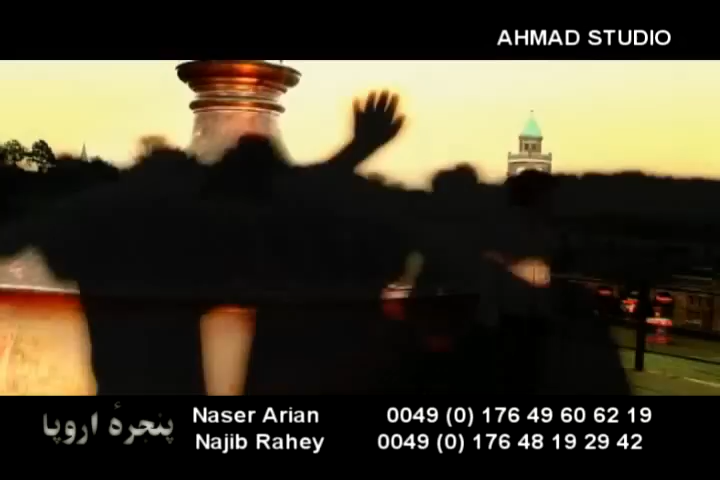 AHMAD STUDIO
پنجرهٔ اروپا
Naser Arian 0049 (0) 176 49 60 62 19
Najib Rahey 0049 (0) 176 48 19 29 42